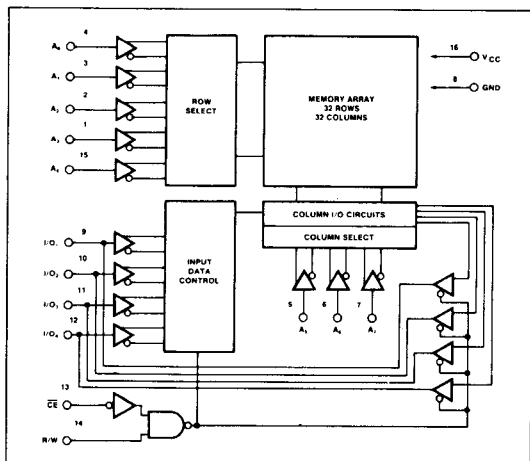 4
A₀
3
A₁
2
A₂
1
A₃
15
A₄
ROW
SELECT
MEMORY ARRAY
32 ROWS
32 COLUMNS
16
VCC
8
GND
COLUMN I/O CIRCUITS
COLUMN SELECT
9
I/O₁
10
I/O₂
11
I/O₃
12
I/O₄
INPUT
DATA
CONTROL
5
6
7
A₅
A₆
A₇
13
CE
14
R/W